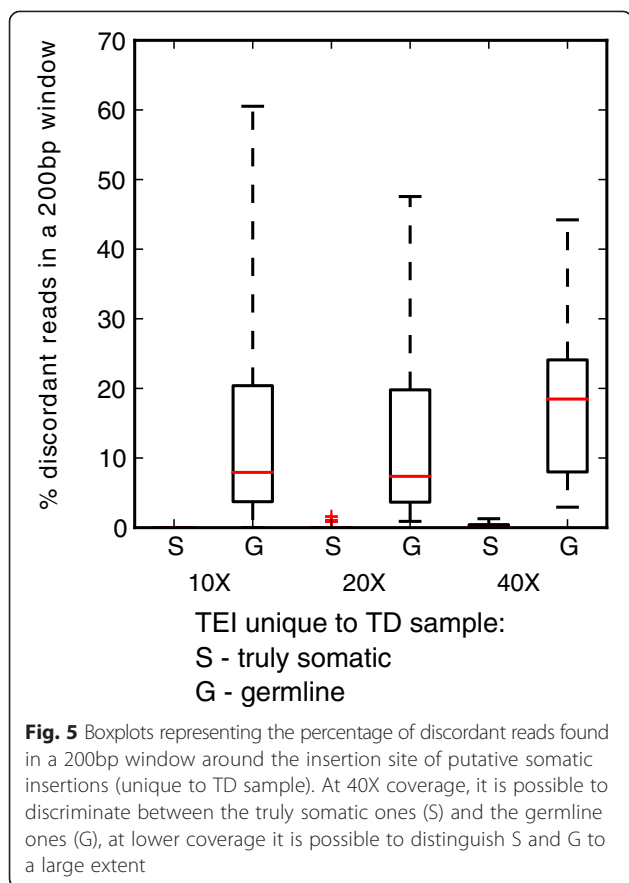 70
60
50
40
30
20
10
0
% discordant reads in a 200bp window
S G S G S G
10X 20X 40X
TEI unique to TD sample:
S - truly somatic
G - germline
Fig. 5 Boxplots representing the percentage of discordant reads found
in a 200bp window around the insertion site of putative somatic
insertions (unique to TD sample). At 40X coverage, it is possible to
discriminate between the truly somatic ones (S) and the germline
ones (G), at lower coverage it is possible to distinguish S and G to
a large extent